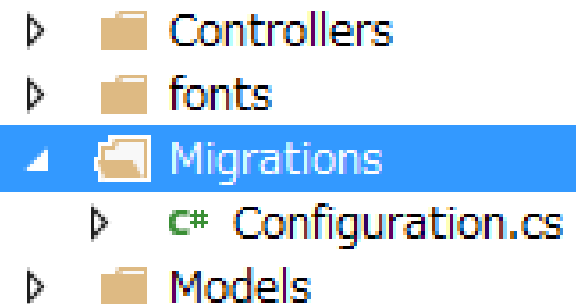 Controllers
fonts
Migrations
C# Configuration.cs
Models